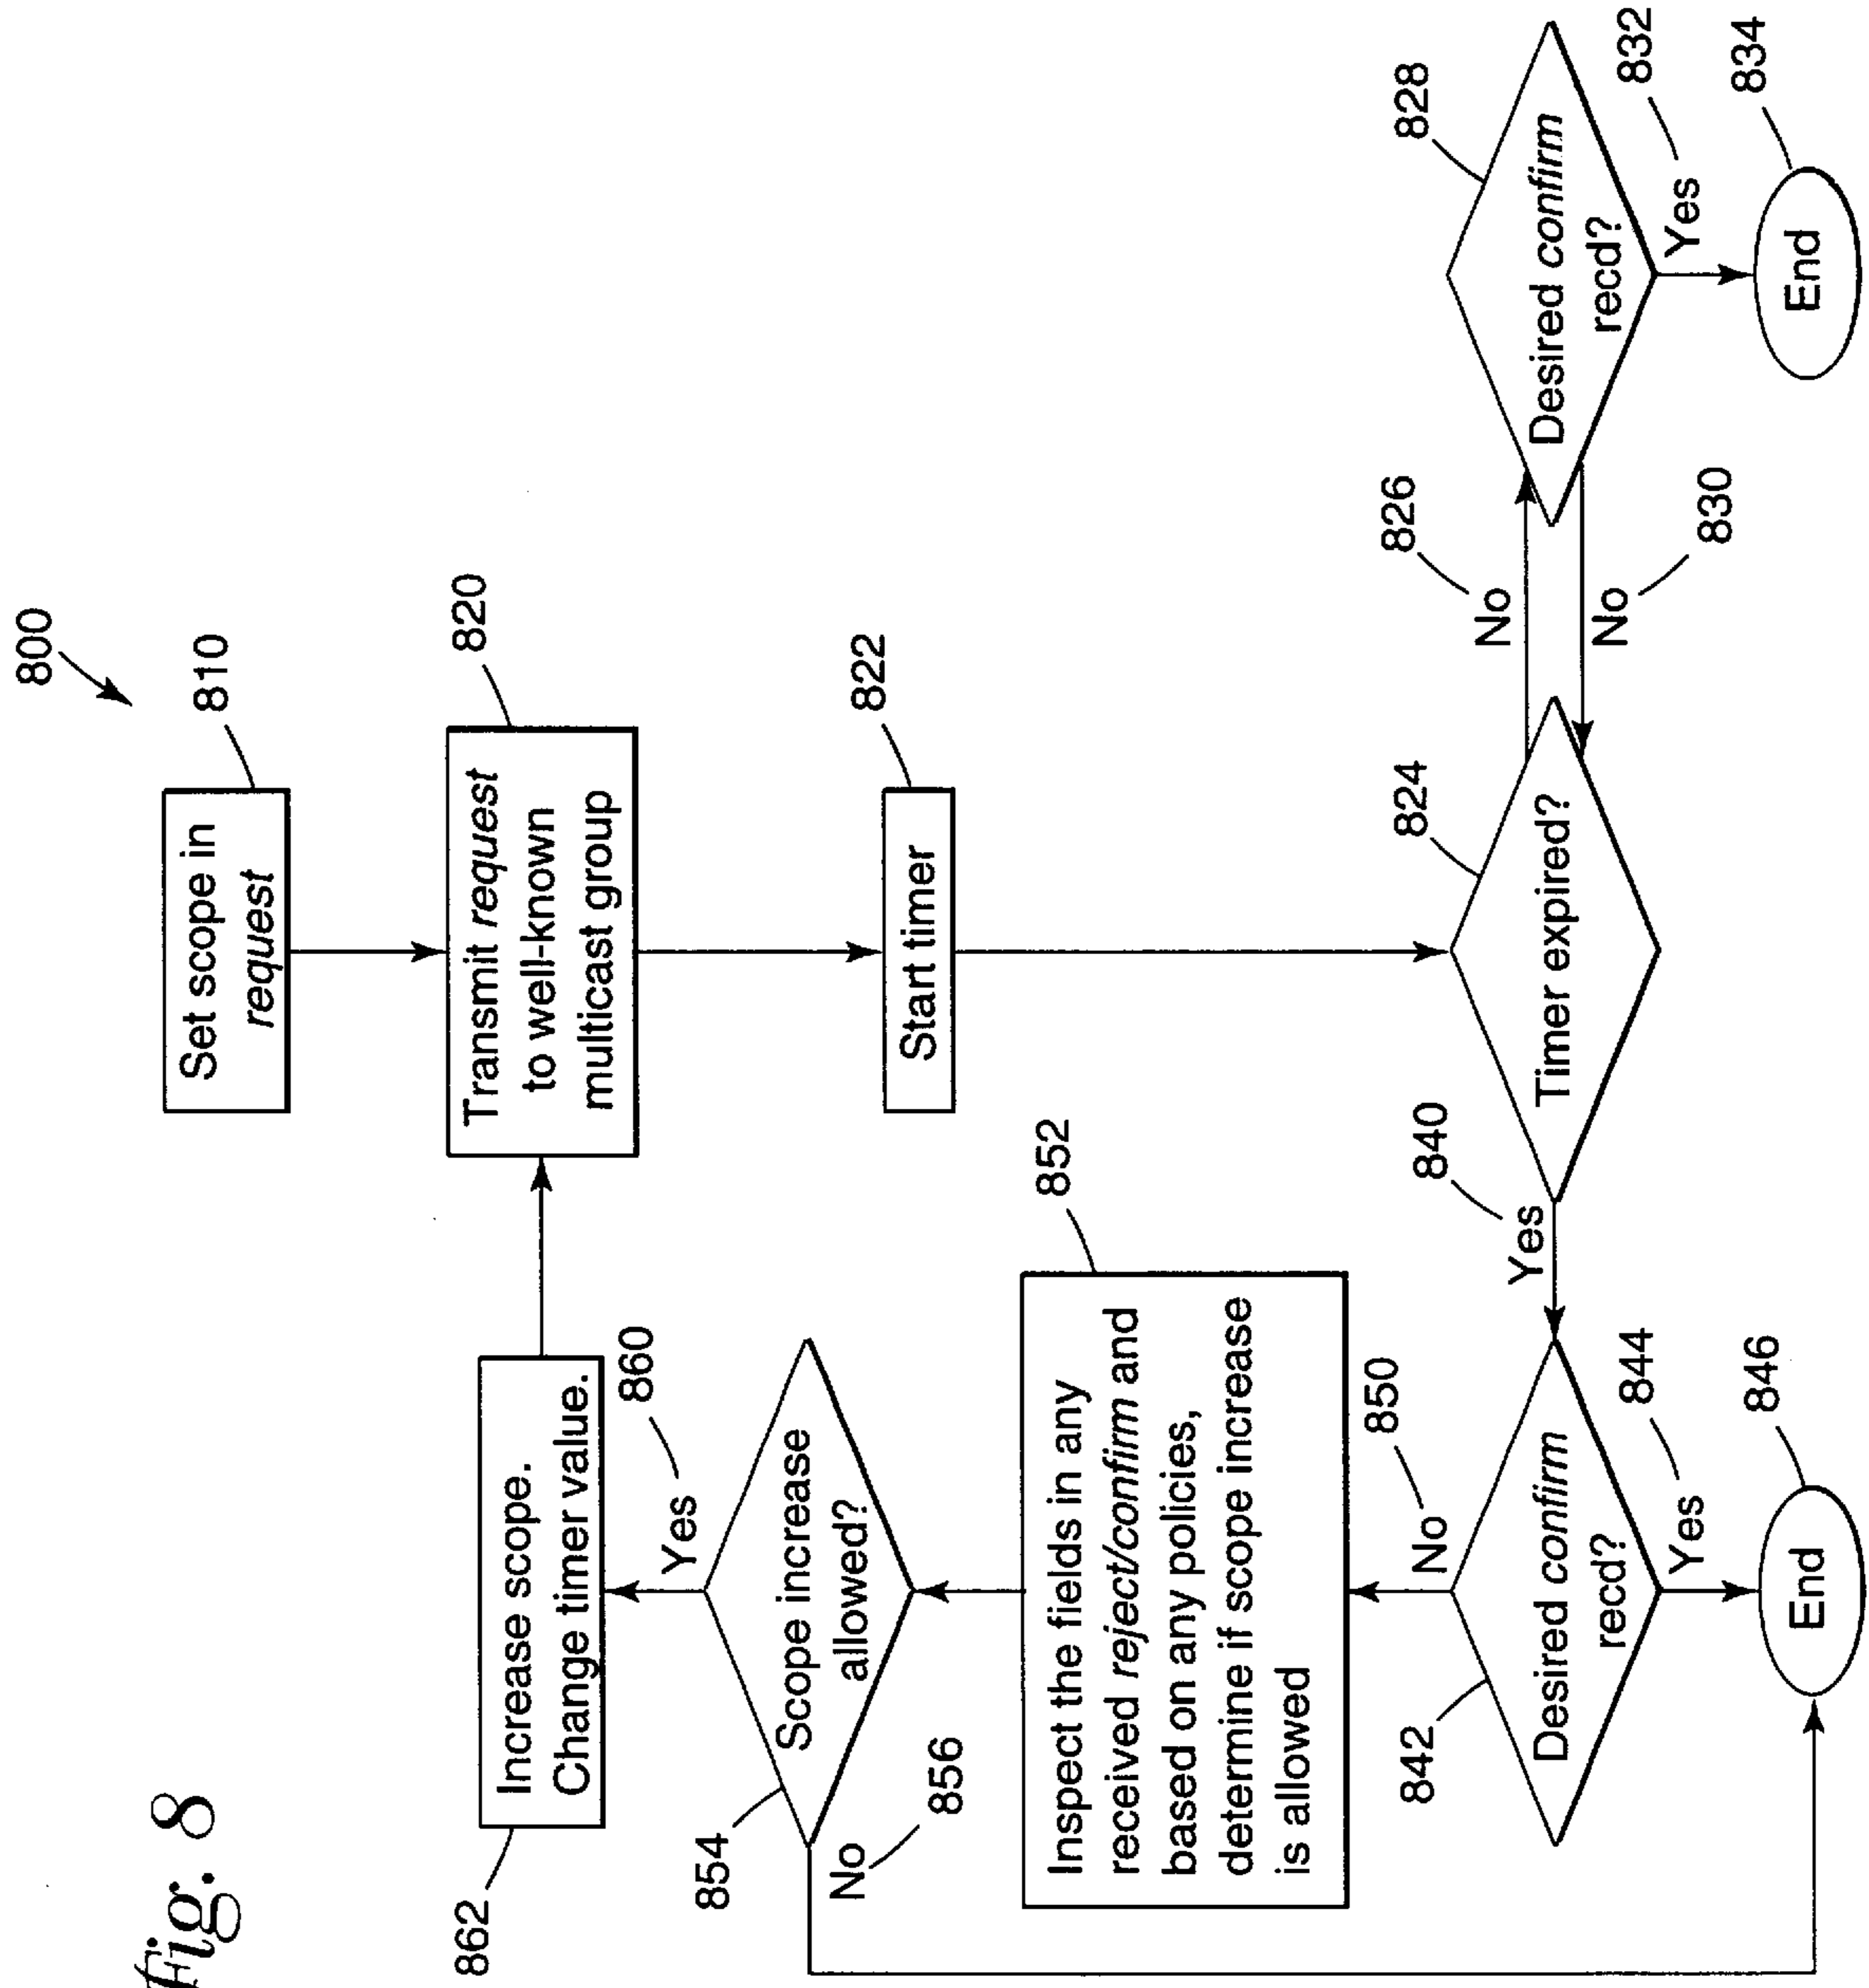 Fig. 8
800
810
Set scope in
request
820
Transmit request
to well-known
multicast group
822
Start timer
824
Timer expired?
826
No
828
Desired confirm
recd?
No
830
Yes
832
End
834
840
Yes
842
Desired confirm
recd?
Yes
844
End
846
No
850
852
Inspect the fields in any
received reject/confirm and
based on any policies,
determine if scope increase
is allowed
854
Scope increase
allowed?
No
856
Yes
860
862
Increase scope.
Change timer value.